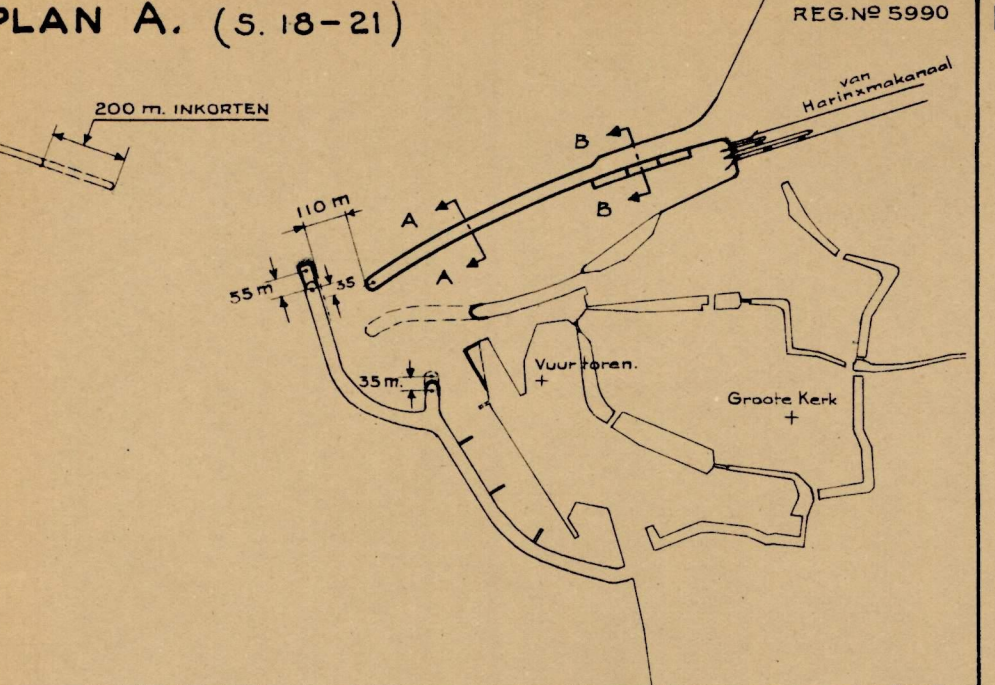 PLAN A. (S. 18-21)
REG.Nº 5990
van
Harinxmakanaal
200 m. INKORTEN
B
B
110 m
A
A
55 m
35
35 m.
Vuurtoren.
Groote Kerk